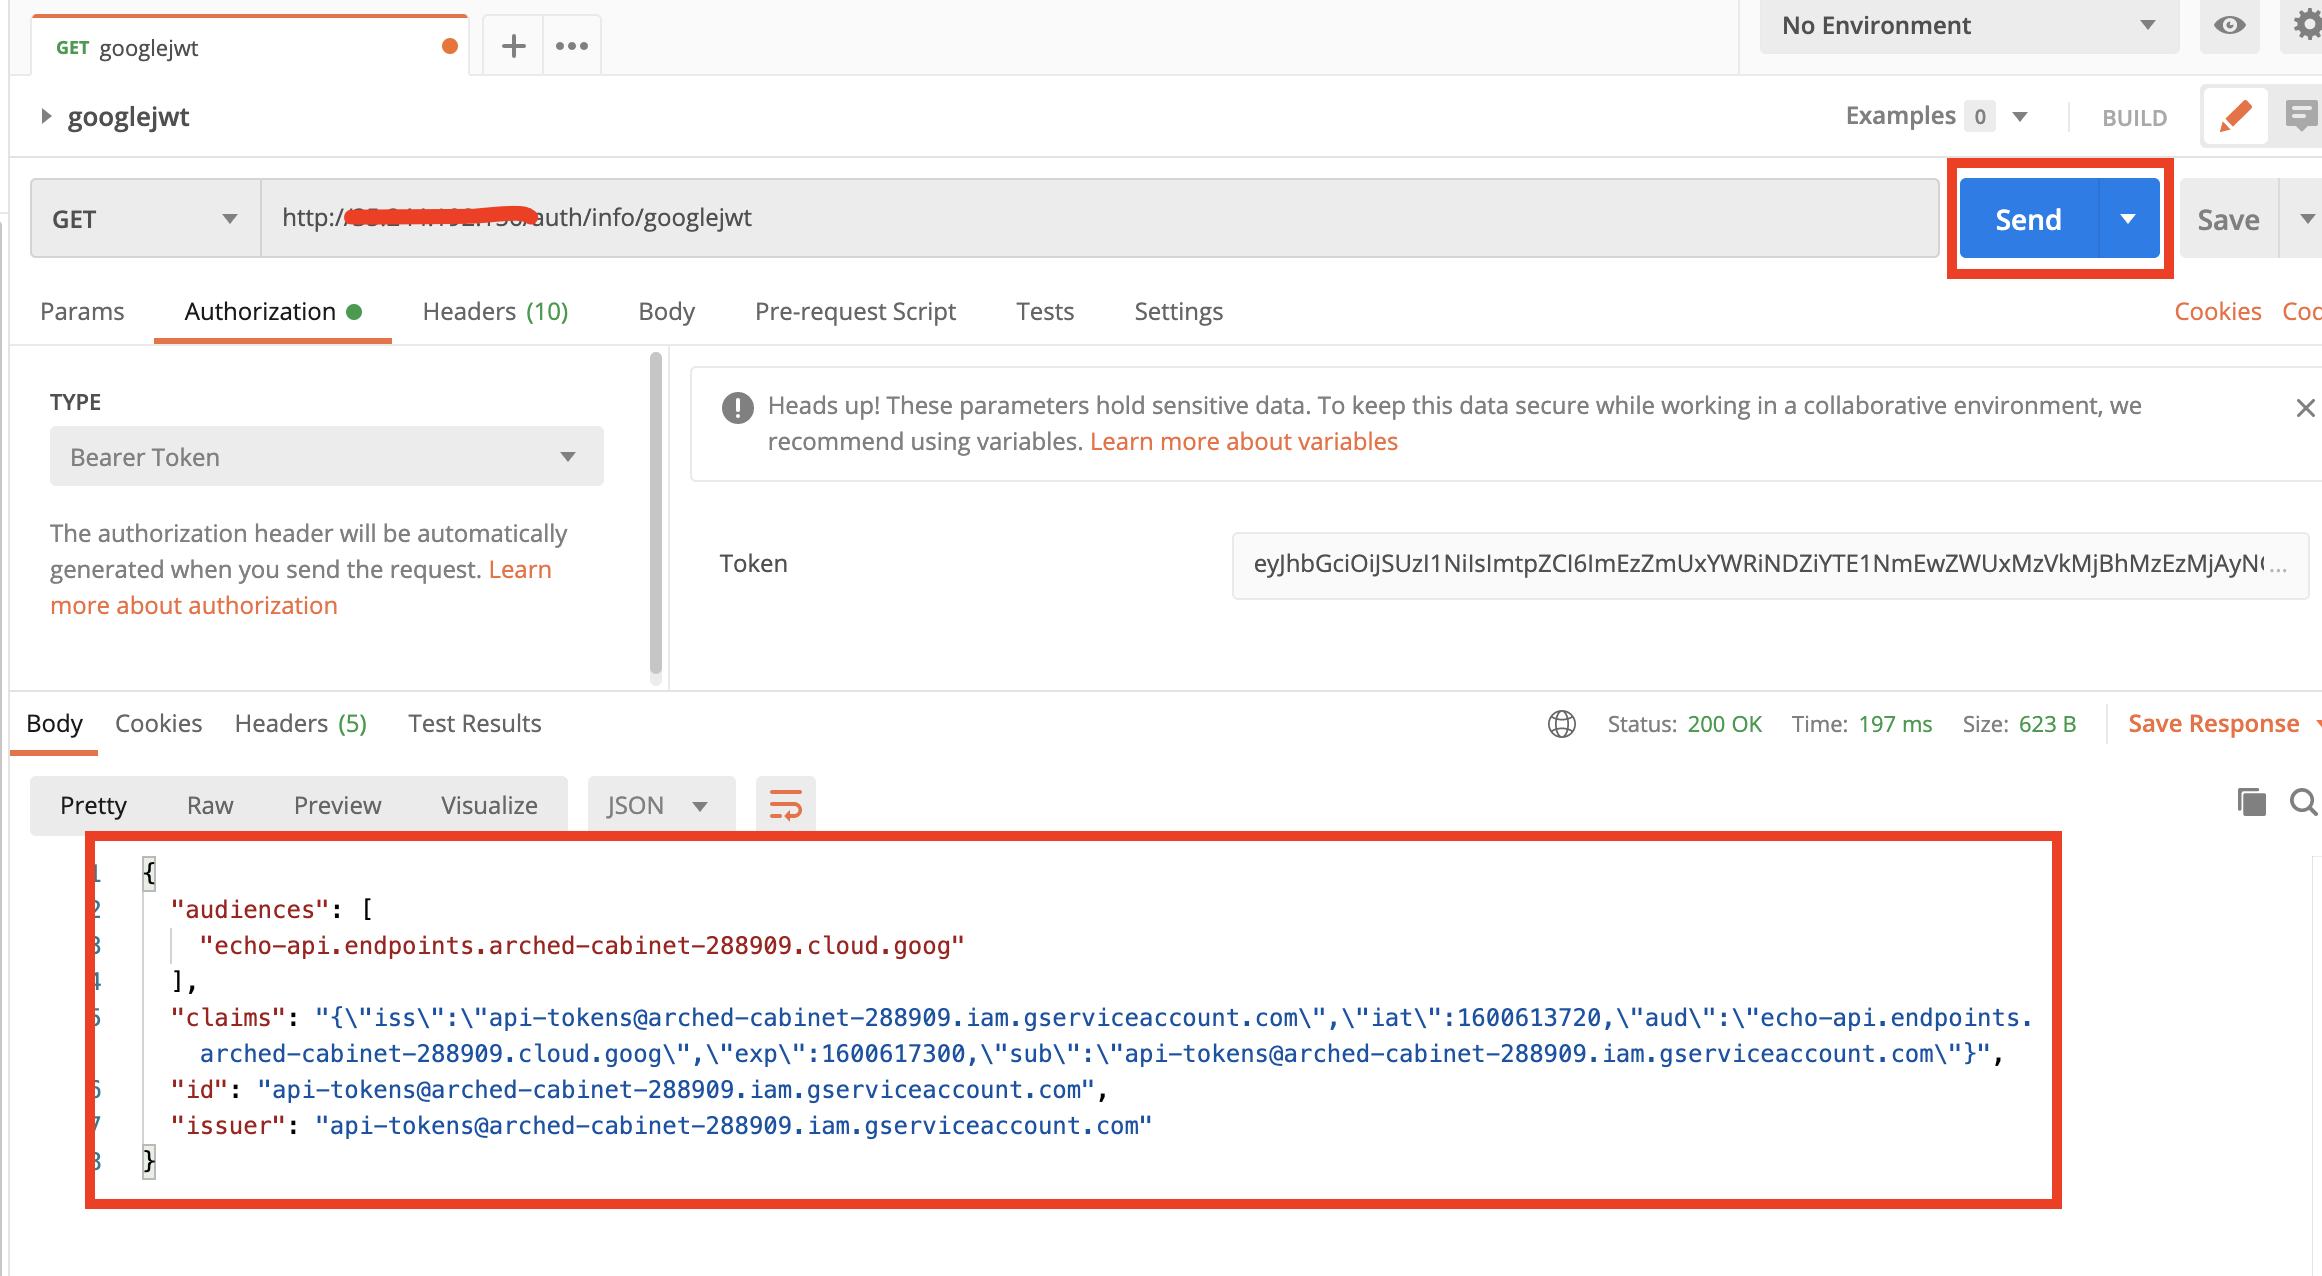 GET googlejwt
No Environment
googlejwt
Examples 0
BUILD
GET
http:/ auth/info/googlejwt
Send
Save
Params Authorization Headers (10) Body Pre-request Script Tests Settings
Cookies Cod
TYPE
Bearer Token
The authorization header will be automatically
generated when you send the request. Learn
more about authorization
Heads up! These parameters hold sensitive data. To keep this data secure while working in a collaborative environment, we
recommend using variables. Learn more about variables
Token
eyJhbGciOiJSUzI1NiIsImtpZCI6ImEzZmUxYWRiNDZiYTE1NmEwZWUxMzVkMjBhMzEzMjAyN...
Body Cookies Headers (5) Test Results
Status: 200 OK Time: 197 ms Size: 623 B Save Response
Pretty Raw Preview Visualize JSON
1 {
2 "audiences": [
3 "echo-api.endpoints.arched-cabinet-288909.cloud.goog"
4 ],
5 "claims": "{\"iss\":\"api-tokens@arched-cabinet-288909.iam.gserviceaccount.com\",\"iat\":1600613720,\"aud\":\"echo-api.endpoints.
arched-cabinet-288909.cloud.goog\",\"exp\":1600617300,\"sub\":\"api-tokens@arched-cabinet-288909.iam.gserviceaccount.com\"}",
6 "id": "api-tokens@arched-cabinet-288909.iam.gserviceaccount.com",
7 "issuer": "api-tokens@arched-cabinet-288909.iam.gserviceaccount.com"
8 }